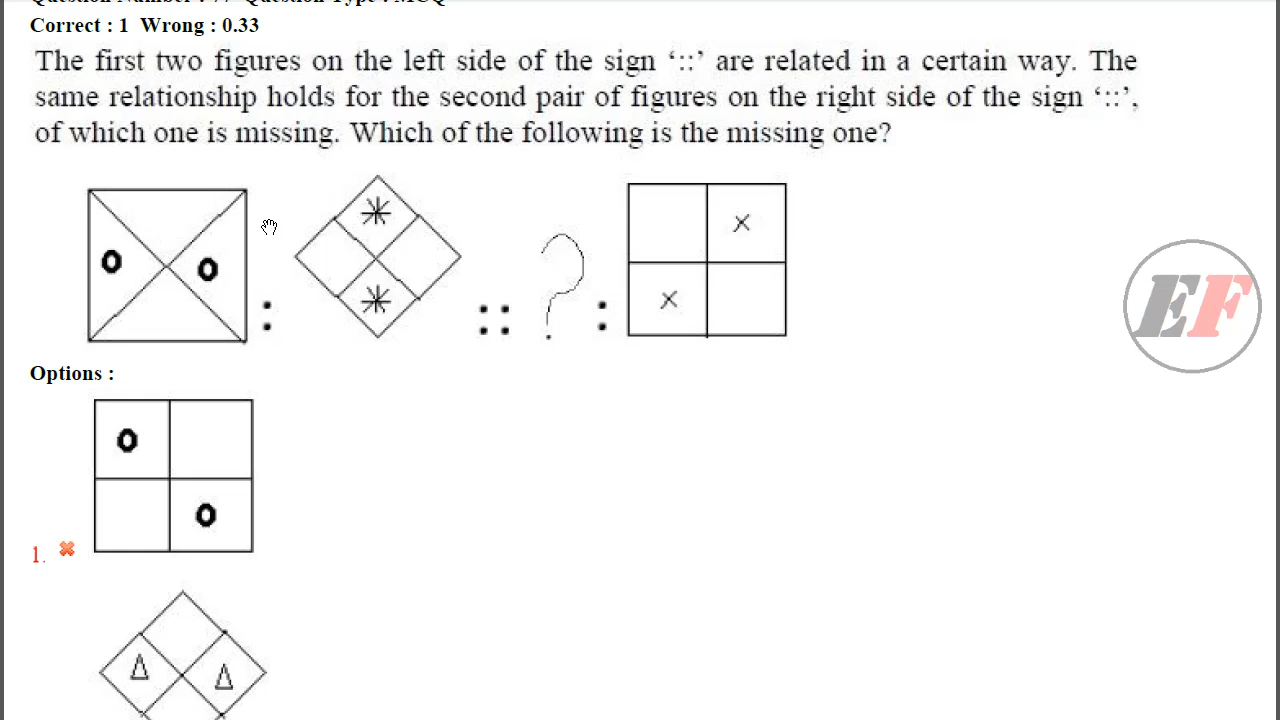 Correct : 1 Wrong : 0.33
The first two figures on the left side of the sign ‘::’ are related in a certain way. The
same relationship holds for the second pair of figures on the right side of the sign ‘::’,
of which one is missing. Which of the following is the missing one?
: :: ? :
EF
Options :
1.